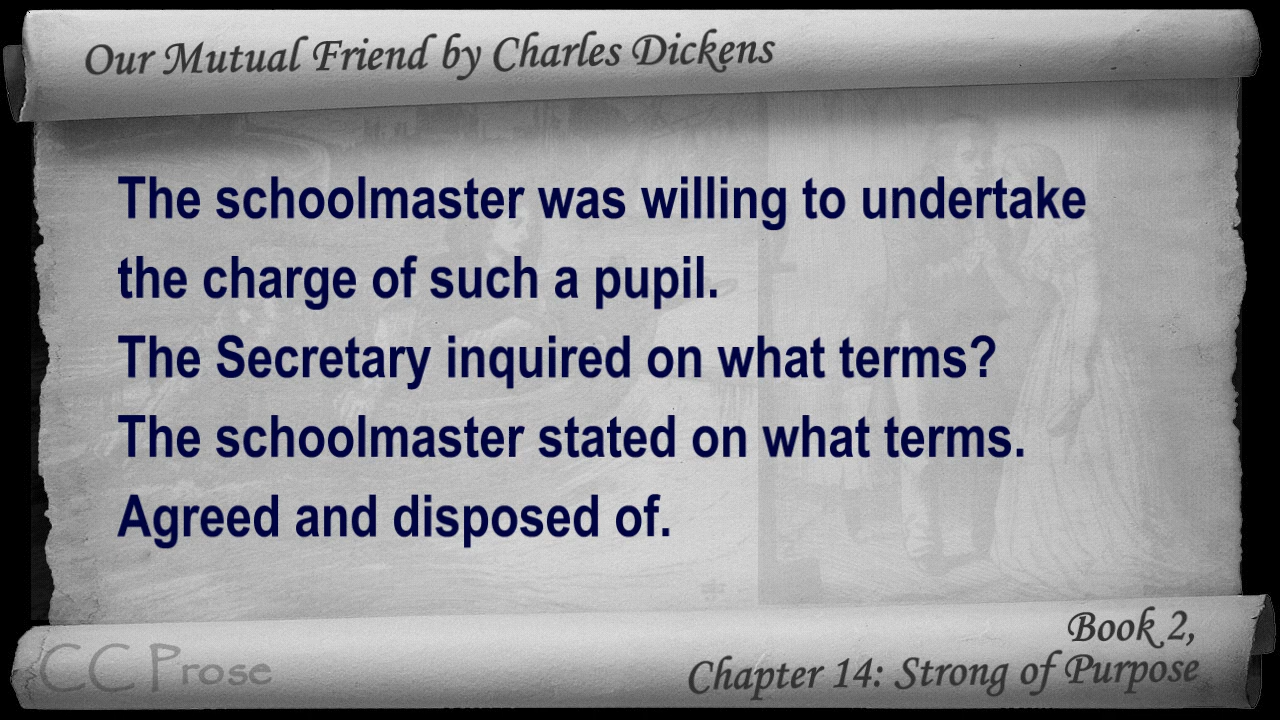 Our Mutual Friend by Charles Dickens
The schoolmaster was willing to undertake
the charge of such a pupil.
The Secretary inquired on what terms?
The schoolmaster stated on what terms.
Agreed and disposed of.
Book 2,
Chapter 14: Strong of Purpose
CC Prose